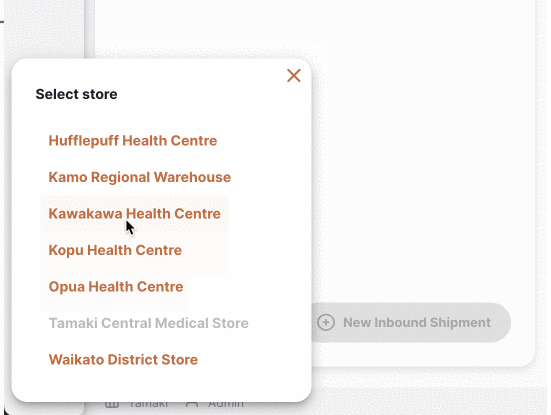 Select store
Hufflepuff Health Centre
Kamo Regional Warehouse
Kawakawa Health Centre
Kopu Health Centre
Opua Health Centre
Tamaki Central Medical Store
Waikato District Store
New Inbound Shipment
Tamaki
Admin